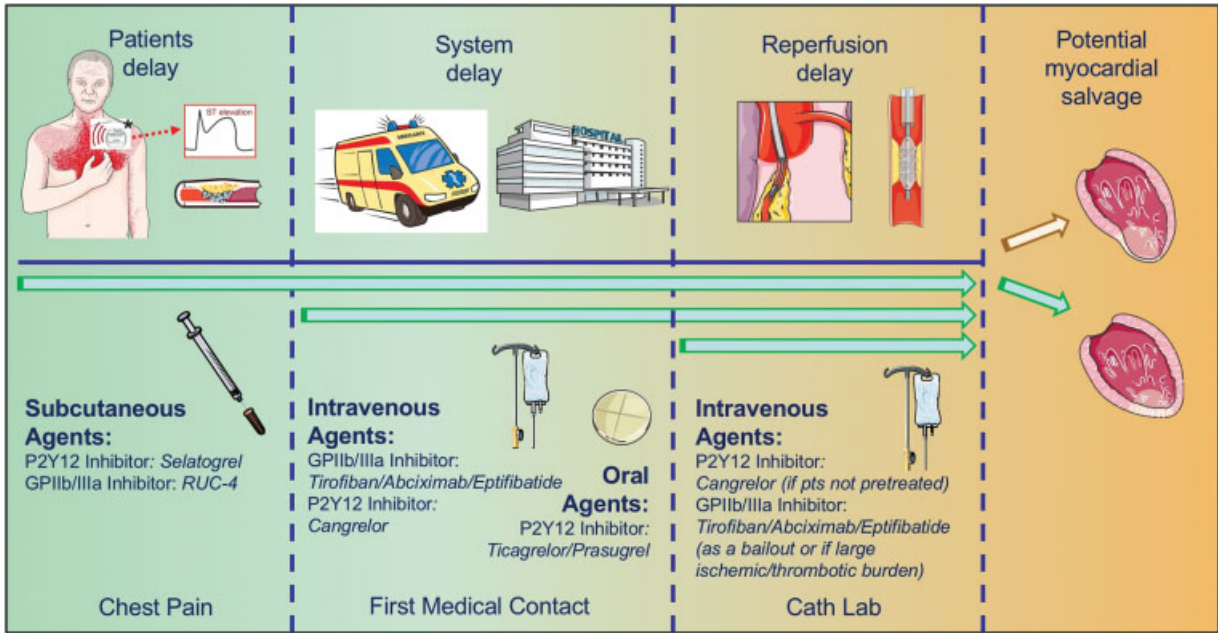 Patients
delay
ST elevation
System
delay
AMBULANCE
HOSPITAL
Reperfusion
delay
Potential
myocardial
salvage
Subcutaneous
Agents:
P2Y12 Inhibitor: Selatogrel
GPIIb/IIIa Inhibitor: RUC-4
Chest Pain
Intravenous
Agents:
GPIIb/IIIa Inhibitor:
Tirofiban/Abciximab/Eptifibatide
P2Y12 Inhibitor:
Cangrelor
Oral
Agents:
P2Y12 Inhibitor:
Ticagrelor/Prasugrel
First Medical Contact
Intravenous
Agents:
P2Y12 Inhibitor:
Cangrelor (if pts not pretreated)
GPIIb/IIIa Inhibitor:
Tirofiban/Abciximab/Eptifibatide
(as a bailout or if large
ischemic/thrombotic burden)
Cath Lab